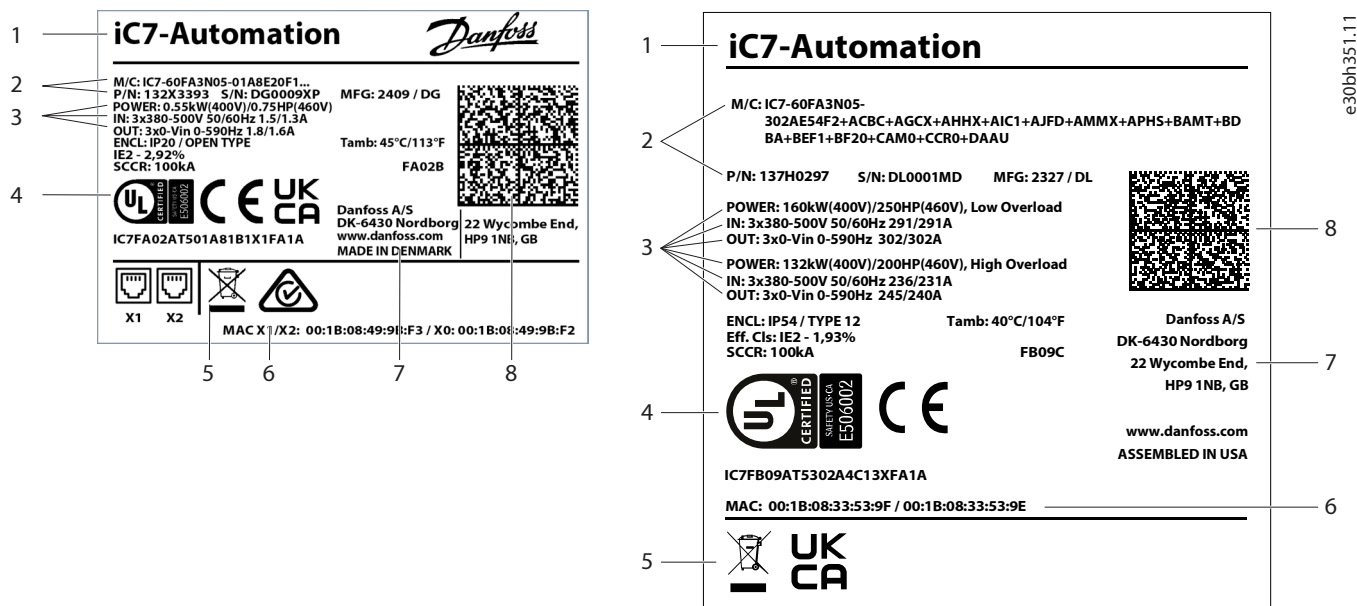 iC7-Automation
Danfoss
1
M/C: IC7-60FA3N05-01A8E20F1...
2
P/N: 132X3393 S/N: DG0009XP MFG: 2409 / DG
POWER: 0.55kW(400V)/0.75HP(460V)
3
IN: 3x380-500V 50/60Hz 1.5/1.3A
OUT: 3x0-Vin 0-590Hz 1.8/1.6A
ENCL: IP20 / OPEN TYPE Tamb: 45°C/113°F
IE2 - 2,92%
SCCR: 100kA FA02B
4
UL
®
CERTIFIED
SAFETY US-CA
E506002
CE
UK
CA
Danfoss A/S
DK-6430 Nordborg
www.danfoss.com
MADE IN DENMARK
22 Wycombe End,
HP9 1NB, GB
IC7FA02AT501A81B1X1FA1A
X1 X2
MAC X1/X2: 00:1B:08:49:9B:F3 / X0: 00:1B:08:49:9B:F2
5 6 7 8
e30bh351.11
1
iC7-Automation
2
M/C: IC7-60FA3N05-
302AE54F2+ACBC+AGCX+AHHX+AIC1+AJFD+AMMX+APHS+BAMT+BD
BA+BEF1+BF20+CAM0+CCR0+DAAU
P/N: 137H0297 S/N: DL0001MD MFG: 2327 / DL
3
POWER: 160kW(400V)/250HP(460V), Low Overload
IN: 3x380-500V 50/60Hz 291/291A
OUT: 3x0-Vin 0-590Hz 302/302A
POWER: 132kW(400V)/200HP(460V), High Overload
IN: 3x380-500V 50/60Hz 236/231A
OUT: 3x0-Vin 0-590Hz 245/240A
8
ENCL: IP54 / TYPE 12 Tamb: 40°C/104°F
Eff. Cls: IE2 - 1,93%
SCCR: 100kA FB09C
Danfoss A/S
DK-6430 Nordborg
22 Wycombe End,
HP9 1NB, GB
7
4
UL
®
CERTIFIED
SAFETY US-CA
E506002
CE
www.danfoss.com
ASSEMBLED IN USA
IC7FB09AT5302A4C13XFA1A
MAC: 00:1B:08:33:53:9F / 00:1B:08:33:53:9E
6
5
UK
CA